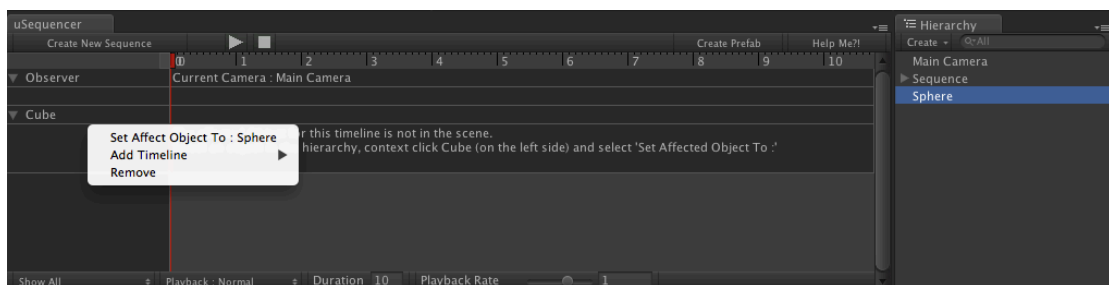 uSequencer
Create New Sequence
Create Prefab
Help Me?!
0 1 2 3 4 5 6 7 8 9 10
Observer
Current Camera : Main Camera
Cube
Set Affect Object To : Sphere
Add Timeline
Remove
for this timeline is not in the scene.
hierarchy, context click Cube (on the left side) and select 'Set Affected Object To :'
Show All
Playback : Normal
Duration 10
Playback Rate
1
Hierarchy
Create
All
Main Camera
Sequence
Sphere